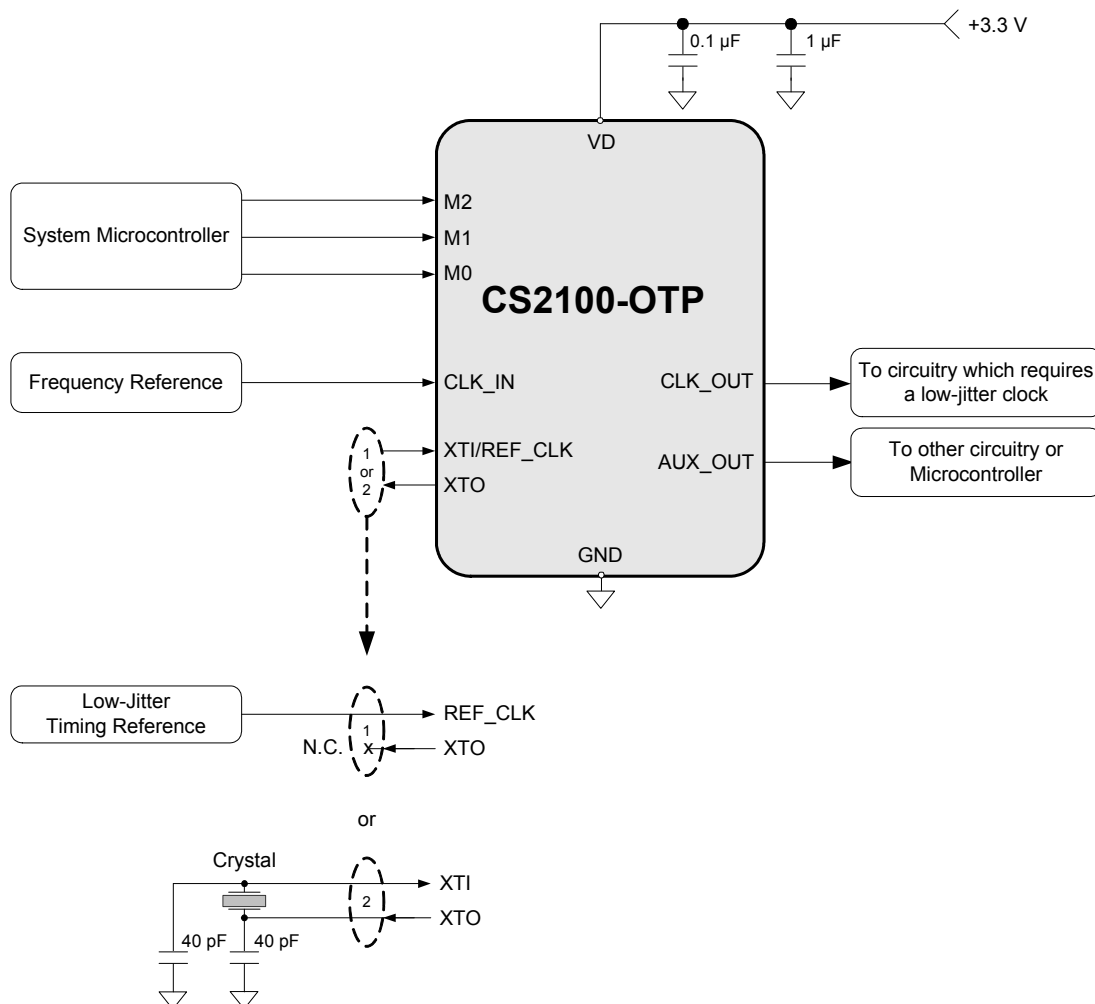 +3.3 V
0.1 µF
1 µF
VD
System Microcontroller
M2
M1
M0
CS2100-OTP
Frequency Reference
CLK_IN
CLK_OUT
To circuitry which requires
a low-jitter clock
1
or
2
XTI/REF_CLK
XTO
AUX_OUT
To other circuitry or
Microcontroller
GND
Low-Jitter
Timing Reference
1
REF_CLK
N.C.
x
XTO
or
Crystal
2
XTI
XTO
40 pF
40 pF